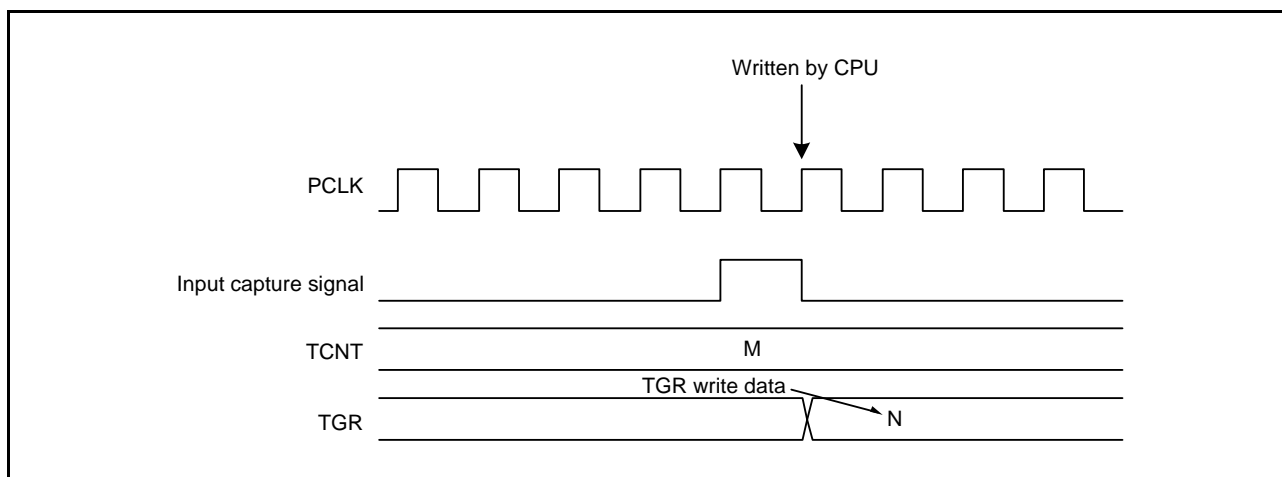 Written by CPU
PCLK
Input capture signal
TCNT
M
TGR write data
TGR
N